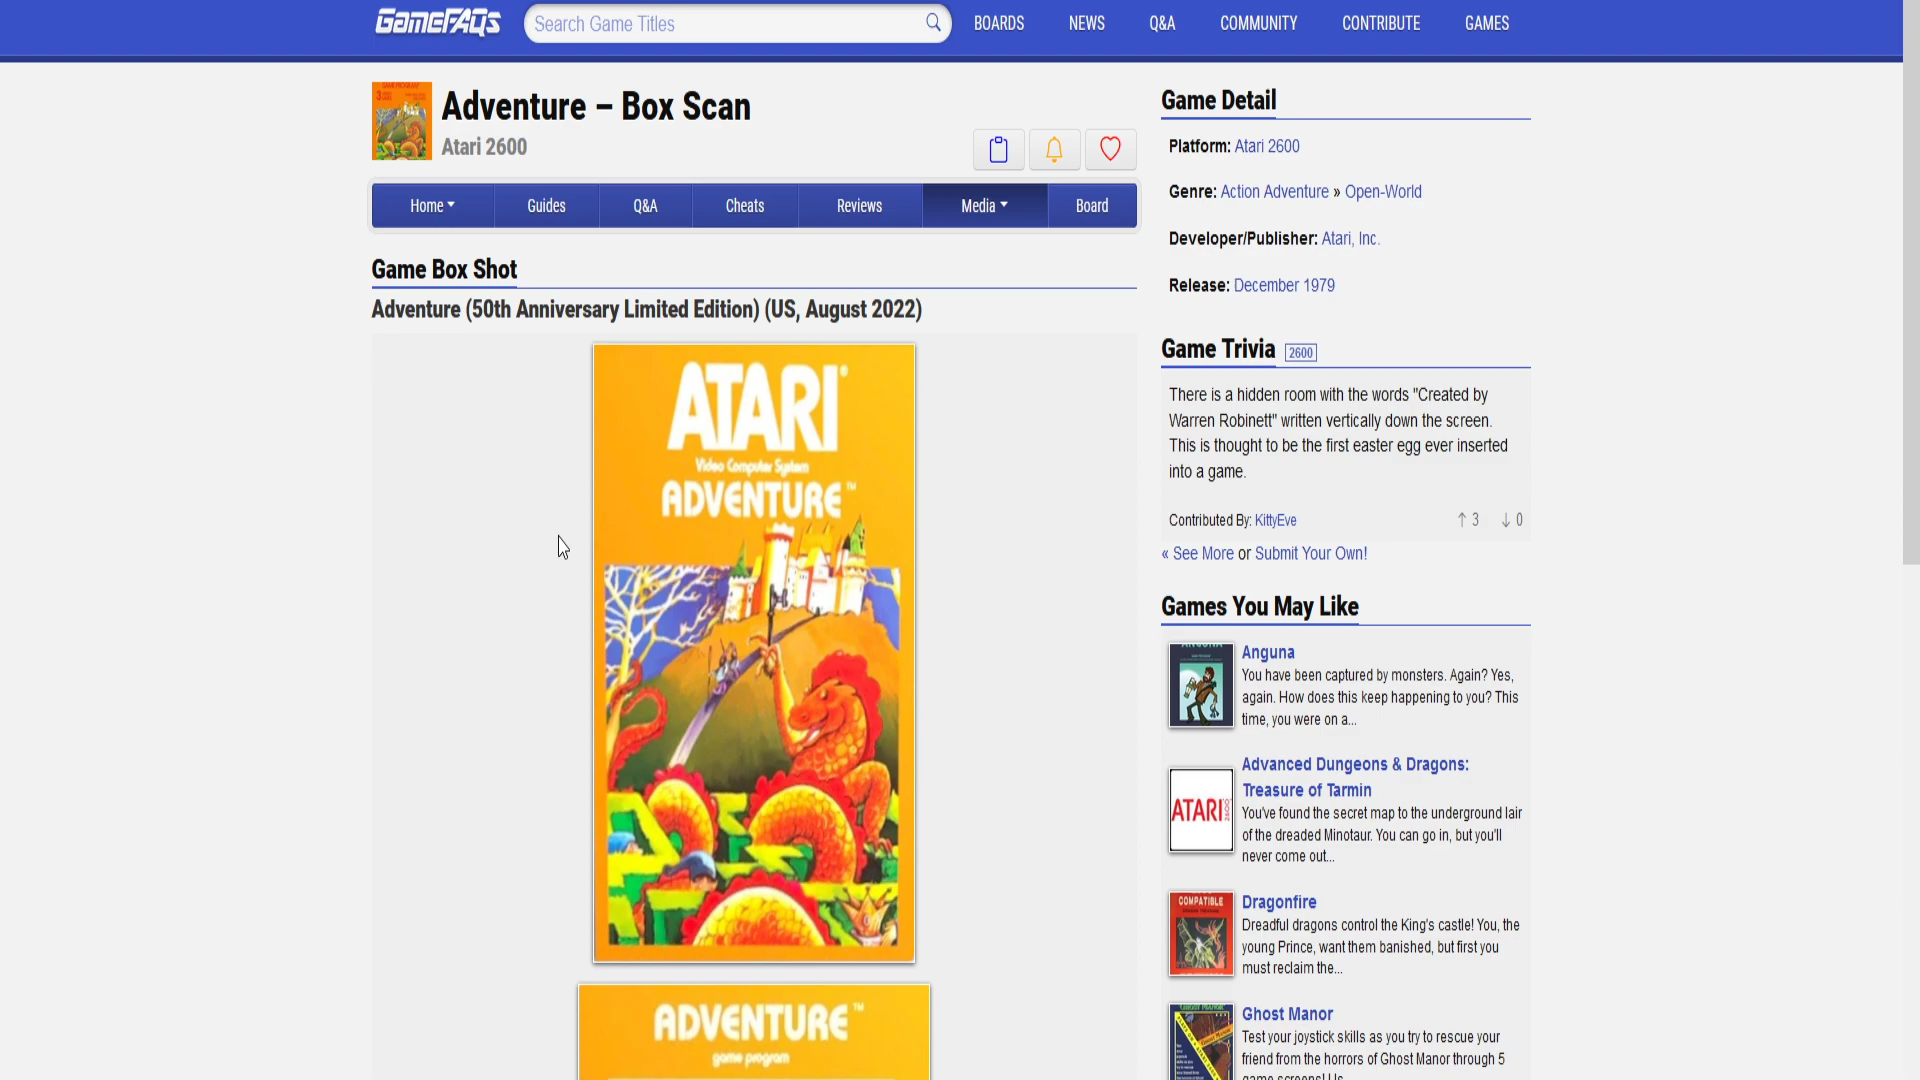 GameFAQs
Search Game Titles
BOARDS
NEWS
Q&A
COMMUNITY
CONTRIBUTE
GAMES
Adventure – Box Scan
Atari 2600
Home
Guides
Q&A
Cheats
Reviews
Media
Board
Game Box Shot
Adventure (50th Anniversary Limited Edition) (US, August 2022)
ATARI®
Video Computer System
ADVENTURE™
ADVENTURE™
game program
Game Detail
Platform: Atari 2600
Genre: Action Adventure » Open-World
Developer/Publisher: Atari, Inc.
Release: December 1979
Game Trivia 2600
There is a hidden room with the words "Created by
Warren Robinett" written vertically down the screen.
This is thought to be the first easter egg ever inserted
into a game.
Contributed By: KittyEve ↑ 3 ↓ 0
« See More or Submit Your Own!
Games You May Like
Anguna
You have been captured by monsters. Again? Yes,
again. How does this keep happening to you? This
time, you were on a...
ATARI 2600
Advanced Dungeons & Dragons:
Treasure of Tarmin
You've found the secret map to the underground lair
of the dreaded Minotaur. You can go in, but you'll
never come out...
COMPATIBLE
Dragonfire
Dreadful dragons control the King's castle! You, the
young Prince, want them banished, but first you
must reclaim the...
Ghost Manor
Test your joystick skills as you try to rescue your
friend from the horrors of Ghost Manor through 5
game screens! Us...